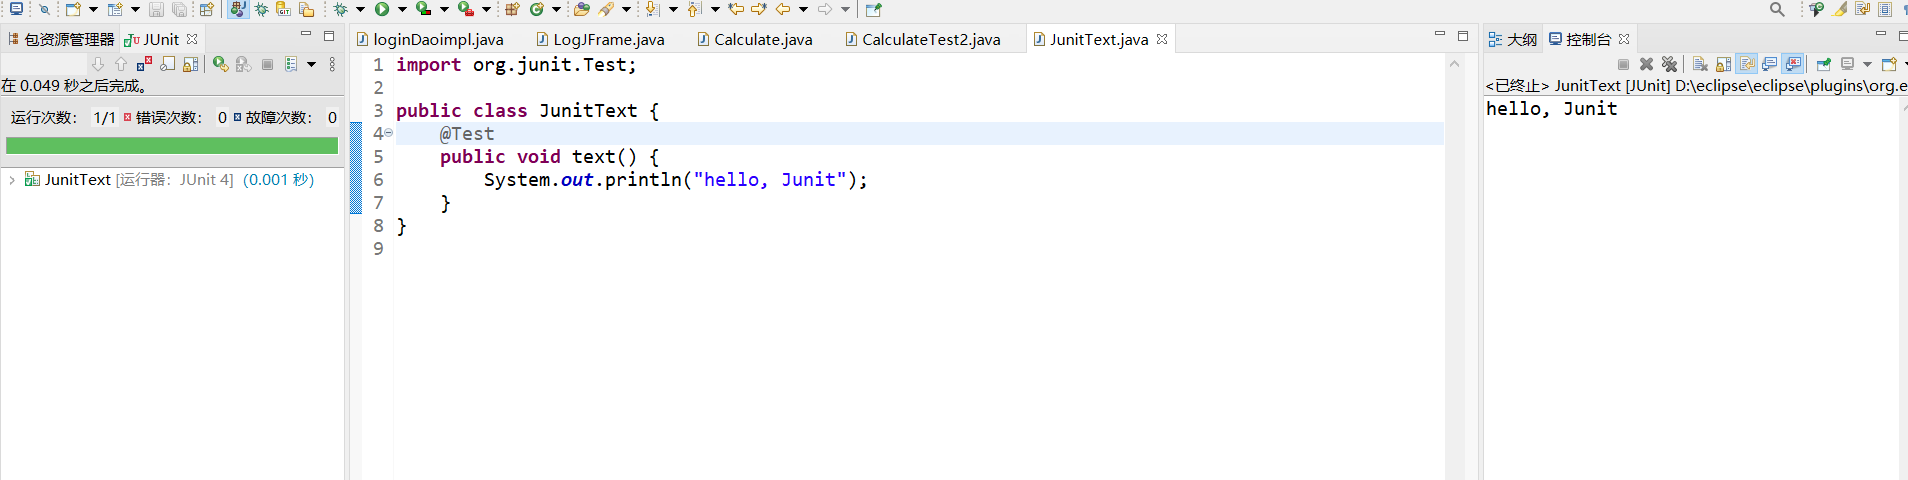 包资源管理器 JUnit
在 0.049 秒之后完成。
运行次数： 1/1 错误次数： 0 故障次数： 0
JunitText [运行器：JUnit 4] (0.001 秒)
loginDaoimpl.java LogJFrame.java Calculate.java CalculateTest2.java JunitText.java
1 import org.junit.Test;
2
3 public class JunitText {
4 @Test
5 public void text() {
6 System.out.println("hello, Junit");
7 }
8 }
9
大纲 控制台
<已终止> JunitText [JUnit] D:\eclipse\eclipse\plugins\org.e
hello, Junit